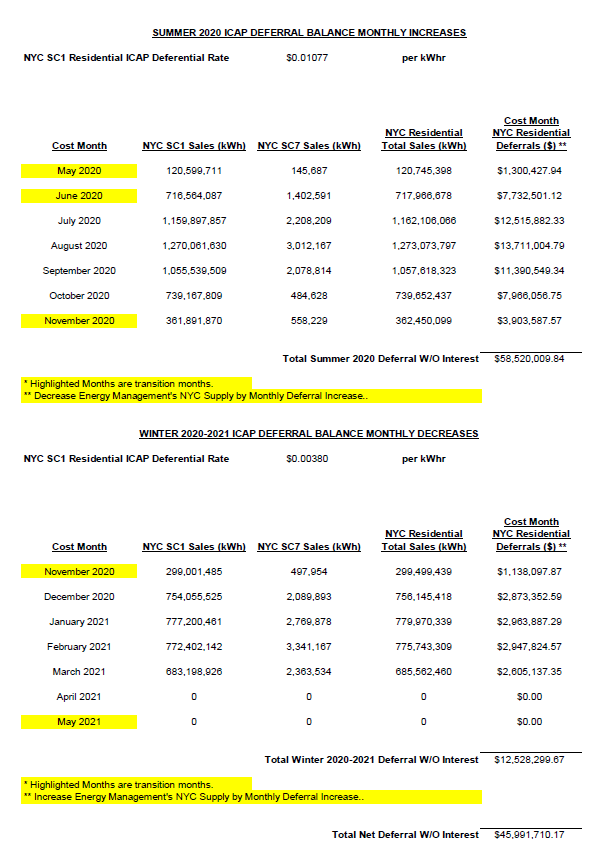 SUMMER 2020 ICAP DEFERRAL BALANCE MONTHLY INCREASES
NYC SC1 Residential ICAP Deferential Rate $0.01077 per kWhr
Cost Month
NYC Residential NYC Residential
Cost Month NYC SC1 Sales (kWh) NYC SC7 Sales (kWh) Total Sales (kWh) Deferrals ($) **
May 2020 120,599,711 145,687 120,745,398 $1,300,427.94
June 2020 716,564,087 1,402,591 717,966,678 $7,732,501.12
July 2020 1,159,897,857 2,208,209 1,162,106,066 $12,515,882.33
August 2020 1,270,061,630 3,012,167 1,273,073,797 $13,711,004.79
September 2020 1,055,539,509 2,078,814 1,057,618,323 $11,390,549.34
October 2020 739,167,809 484,628 739,652,437 $7,966,056.75
November 2020 361,891,870 558,229 362,450,099 $3,903,587.57
Total Summer 2020 Deferral W/O Interest $58,520,009.84
* Highlighted Months are transition months.
** Decrease Energy Management's NYC Supply by Monthly Deferral Increase..
WINTER 2020-2021 ICAP DEFERRAL BALANCE MONTHLY DECREASES
NYC SC1 Residential ICAP Deferential Rate $0.00380 per kWhr
Cost Month
NYC Residential NYC Residential
Cost Month NYC SC1 Sales (kWh) NYC SC7 Sales (kWh) Total Sales (kWh) Deferrals ($) **
November 2020 299,001,485 497,954 299,499,439 $1,138,097.87
December 2020 754,055,525 2,089,893 756,145,418 $2,873,352.59
January 2021 777,200,461 2,769,878 779,970,339 $2,963,887.29
February 2021 772,402,142 3,341,167 775,743,309 $2,947,824.57
March 2021 683,198,926 2,363,534 685,562,460 $2,605,137.35
April 2021 0 0 0 $0.00
May 2021 0 0 0 $0.00
Total Winter 2020-2021 Deferral W/O Interest $12,528,299.67
* Highlighted Months are transition months.
** Increase Energy Management's NYC Supply by Monthly Deferral Increase..
Total Net Deferral W/O Interest $45,991,710.17